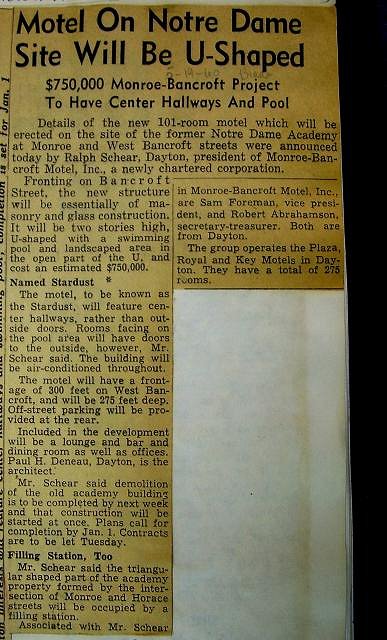 Motel On Notre Dame
Site Will Be U-Shaped
$750,000 Monroe-Bancroft Project
To Have Center Hallways And Pool
Details of the new 101-room motel which will be
erected on the site of the former Notre Dame Academy
at Monroe and West Bancroft streets were announced
today by Ralph Schear, Dayton, president of Monroe-Ban-
croft Motel, Inc., a newly chartered corporation.
Fronting on Bancroft
Street, the new structure
will be essentially of ma-
sonry and glass construction.
It will be two stories high,
U-shaped with a swimming
pool and landscaped area in
the open part of the U, and
cost an estimated $750,000.
Named Stardust *
The motel, to be known as
the Stardust, will feature cen-
ter hallways, rather than out-
side doors. Rooms facing on
the pool area will have doors
to the outside, however, Mr.
Schear said. The building will
be air-conditioned throughout.
The motel will have a front-
age of 300 feet on West Ban-
croft, and will be 275 feet deep.
Off-street parking will be pro-
vided at the rear.
Included in the development
will be a lounge and bar and
dining room as well as offices.
Paul H. Deneau, Dayton, is the
architect.
Mr. Schear said demolition
of the old academy building
is to be completed by next week
and that construction will be
started at once. Plans call for
completion by Jan. 1. Contracts
are to be let Tuesday.
Filling Station, Too
Mr. Schear said the triangu-
lar shaped part of the academy
property formed by the inter-
section of Monroe and Horace
streets will be occupied by a
filling station.
Associated with Mr. Schear
in Monroe-Bancroft Motel, Inc.,
are Sam Foreman, vice presi-
dent, and Robert Abrahamson,
secretary-treasurer. Both are
from Dayton.
The group operates the Plaza,
Royal and Key Motels in Day-
ton. They have a total of 275
rooms.